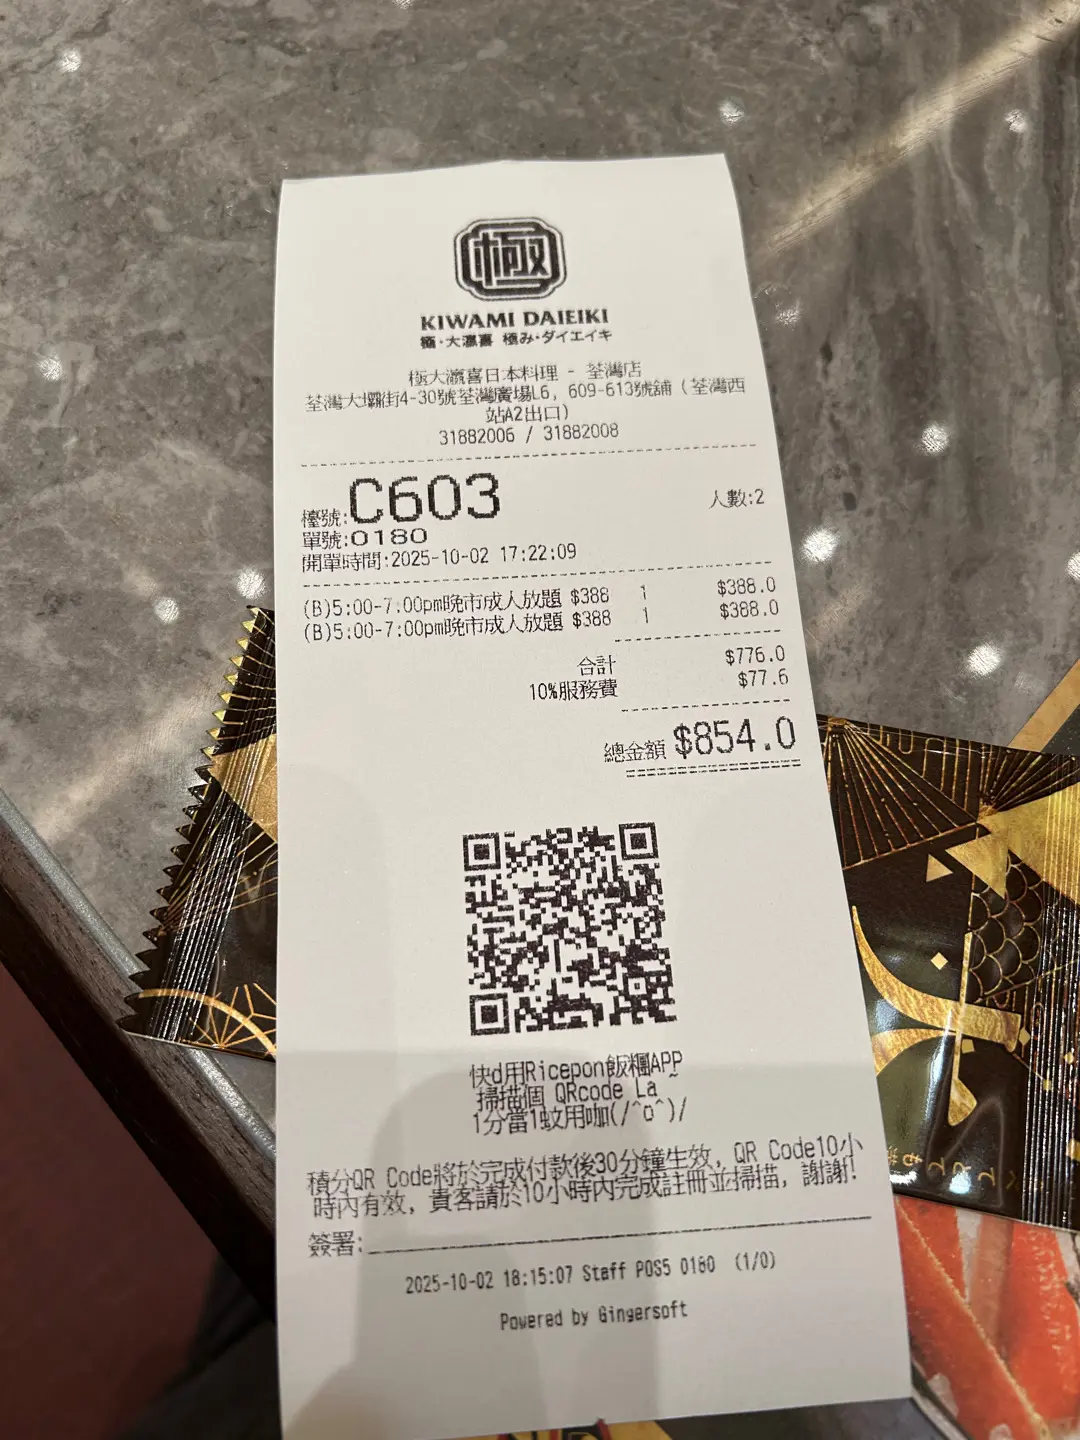 極
KIWAMI DAIEIKI
極・大瀛喜 極み・ダイエイキ
極大瀛喜日本料理 - 荃灣店
荃灣大壩街4-30號荃灣廣場L6, 609-613號舖 (荃灣西
站A2出口)
31882006 / 31882008
檯號:C603 人數:2
單號:0180
開單時間:2025-10-02 17:22:09
(B)5:00-7:00pm晚市成人放題 $388 1 $388.0
(B)5:00-7:00pm晚市成人放題 $388 1 $388.0
合計 $776.0
10%服務費 $77.6
總金額 $854.0
快d用Ricepon飯糰APP
掃描個 QRcode La~
1分當1蚊用咖(/^o^)/
積分QR Code將於完成付款後30分鐘生效, QR Code10小
時內有效, 貴客請於10小時內完成註冊並掃描, 謝謝!
簽署:
2025-10-02 18:15:07 Staff POS5 0180 (1/0)
Powered by Gingersoft